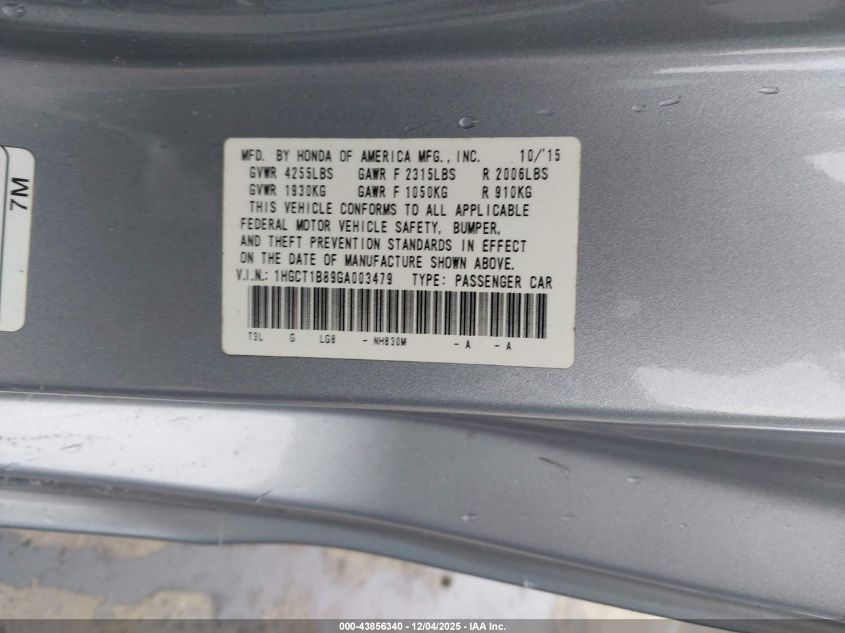 MFD. BY HONDA OF AMERICA MFG., INC. 10/'15
GVWR 4255LBS GAWR F 2315LBS R 2006LBS
GVWR 1930KG GAWR F 1050KG R 910KG
THIS VEHICLE CONFORMS TO ALL APPLICABLE
FEDERAL MOTOR VEHICLE SAFETY, BUMPER,
AND THEFT PREVENTION STANDARDS IN EFFECT
ON THE DATE OF MANUFACTURE SHOWN ABOVE.
V.I.N.: 1HGCT1B89GA003479 TYPE: PASSENGER CAR
T3L G LG8 - NH830M - A - A
7M
000-43856340 - 12/04/2025 - IAA Inc.